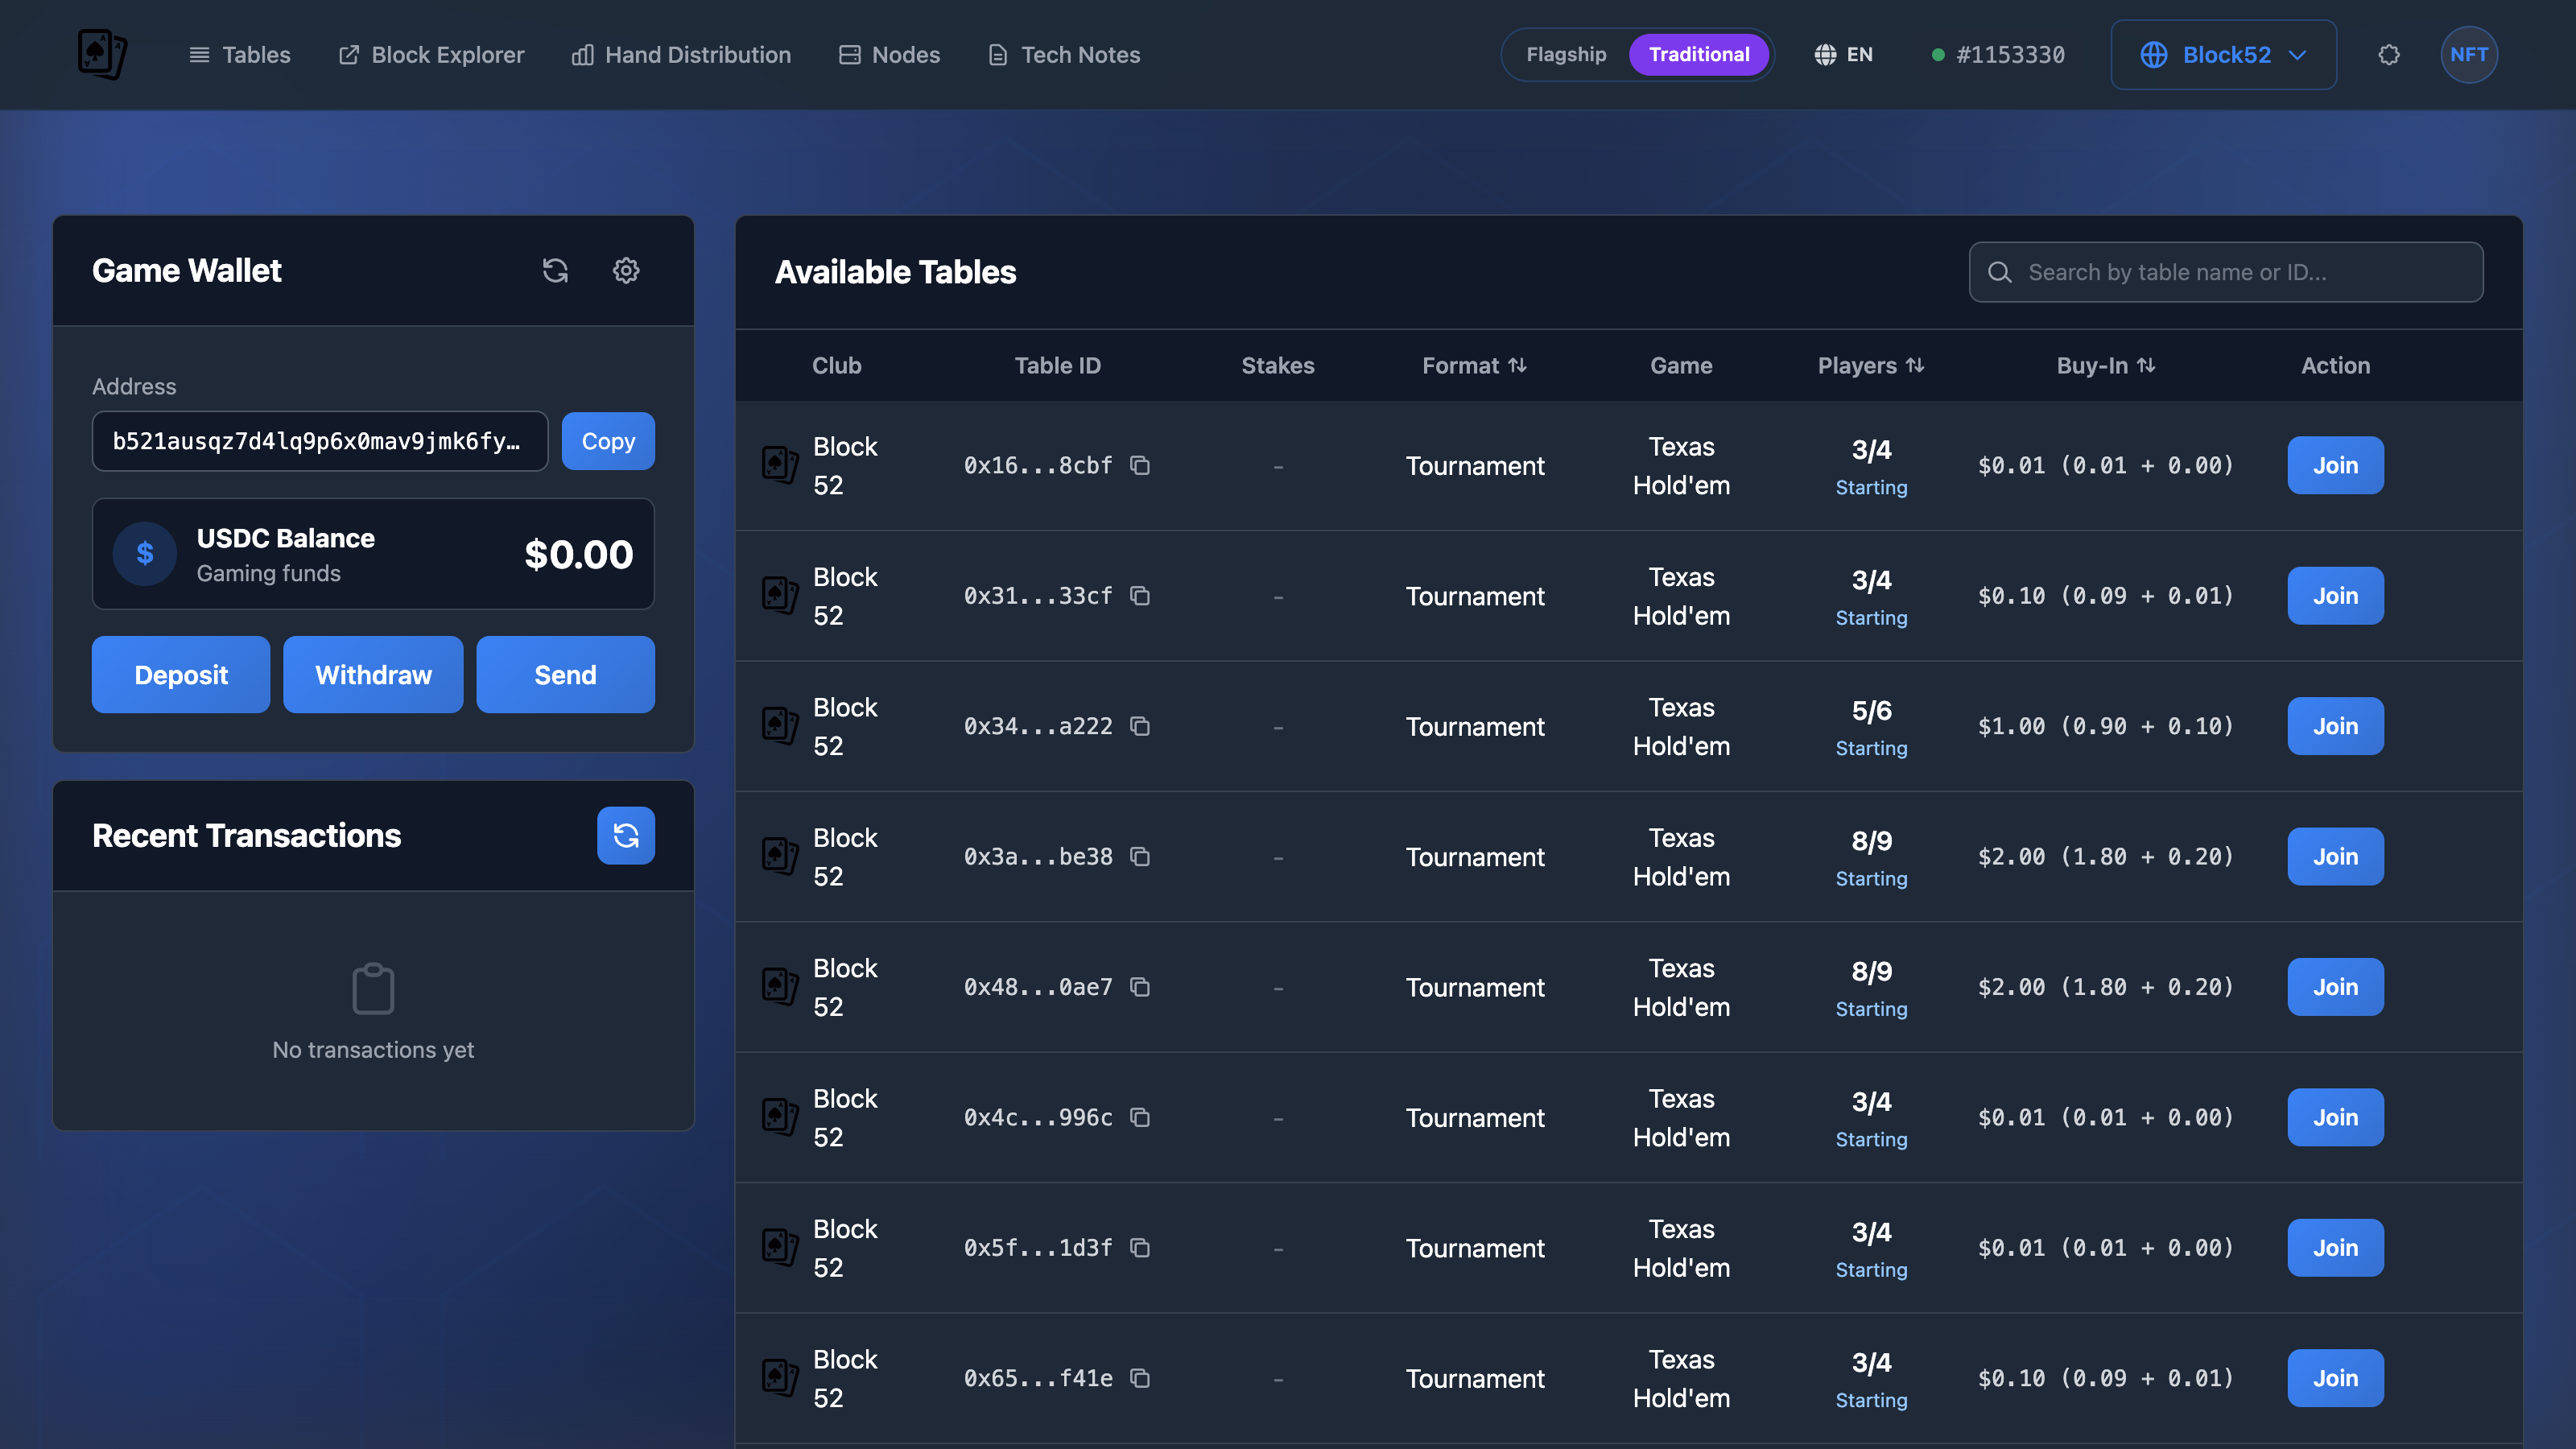 Tables
Block Explorer
Hand Distribution
Nodes
Tech Notes
Flagship
Traditional
EN
#1153330
Block52
NFT
Game Wallet
Address
b521ausqz7d4lq9p6x0mav9jmk6fy…
Copy
$
USDC Balance
Gaming funds
$0.00
Deposit
Withdraw
Send
Recent Transactions
No transactions yet
Available Tables
Search by table name or ID...
Club Table ID Stakes Format Game Players Buy-In Action
Block
52
0x16...8cbf
-
Tournament
Texas
Hold'em
3/4
Starting
$0.01 (0.01 + 0.00)
Join
Block
52
0x31...33cf
-
Tournament
Texas
Hold'em
3/4
Starting
$0.10 (0.09 + 0.01)
Join
Block
52
0x34...a222
-
Tournament
Texas
Hold'em
5/6
Starting
$1.00 (0.90 + 0.10)
Join
Block
52
0x3a...be38
-
Tournament
Texas
Hold'em
8/9
Starting
$2.00 (1.80 + 0.20)
Join
Block
52
0x48...0ae7
-
Tournament
Texas
Hold'em
8/9
Starting
$2.00 (1.80 + 0.20)
Join
Block
52
0x4c...996c
-
Tournament
Texas
Hold'em
3/4
Starting
$0.01 (0.01 + 0.00)
Join
Block
52
0x5f...1d3f
-
Tournament
Texas
Hold'em
3/4
Starting
$0.01 (0.01 + 0.00)
Join
Block
52
0x65...f41e
-
Tournament
Texas
Hold'em
3/4
Starting
$0.10 (0.09 + 0.01)
Join